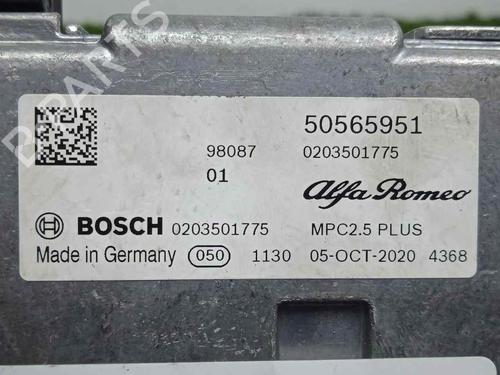 B-PARTS
50565951
98087 0203501775
01 Alfa Romeo
BOSCH 0203501775 MPC2.5 PLUS
Made in Germany 050 1130 05-OCT-2020 4368